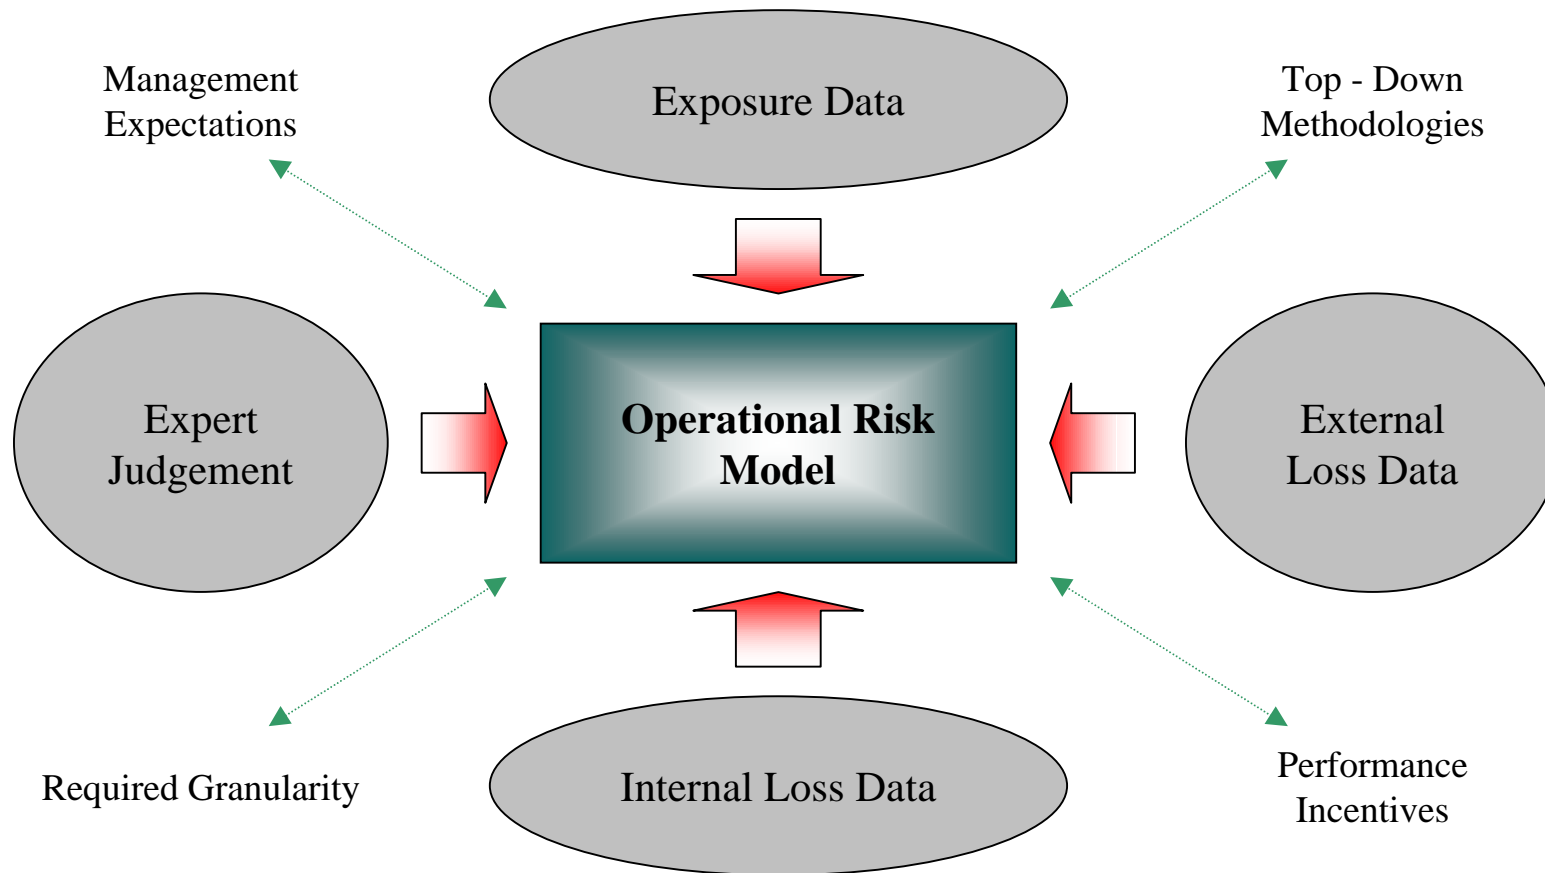 Management
Expectations
Exposure Data
Top - Down
Methodologies
Expert
Judgement
Operational Risk
Model
External
Loss Data
Required Granularity
Internal Loss Data
Performance
Incentives